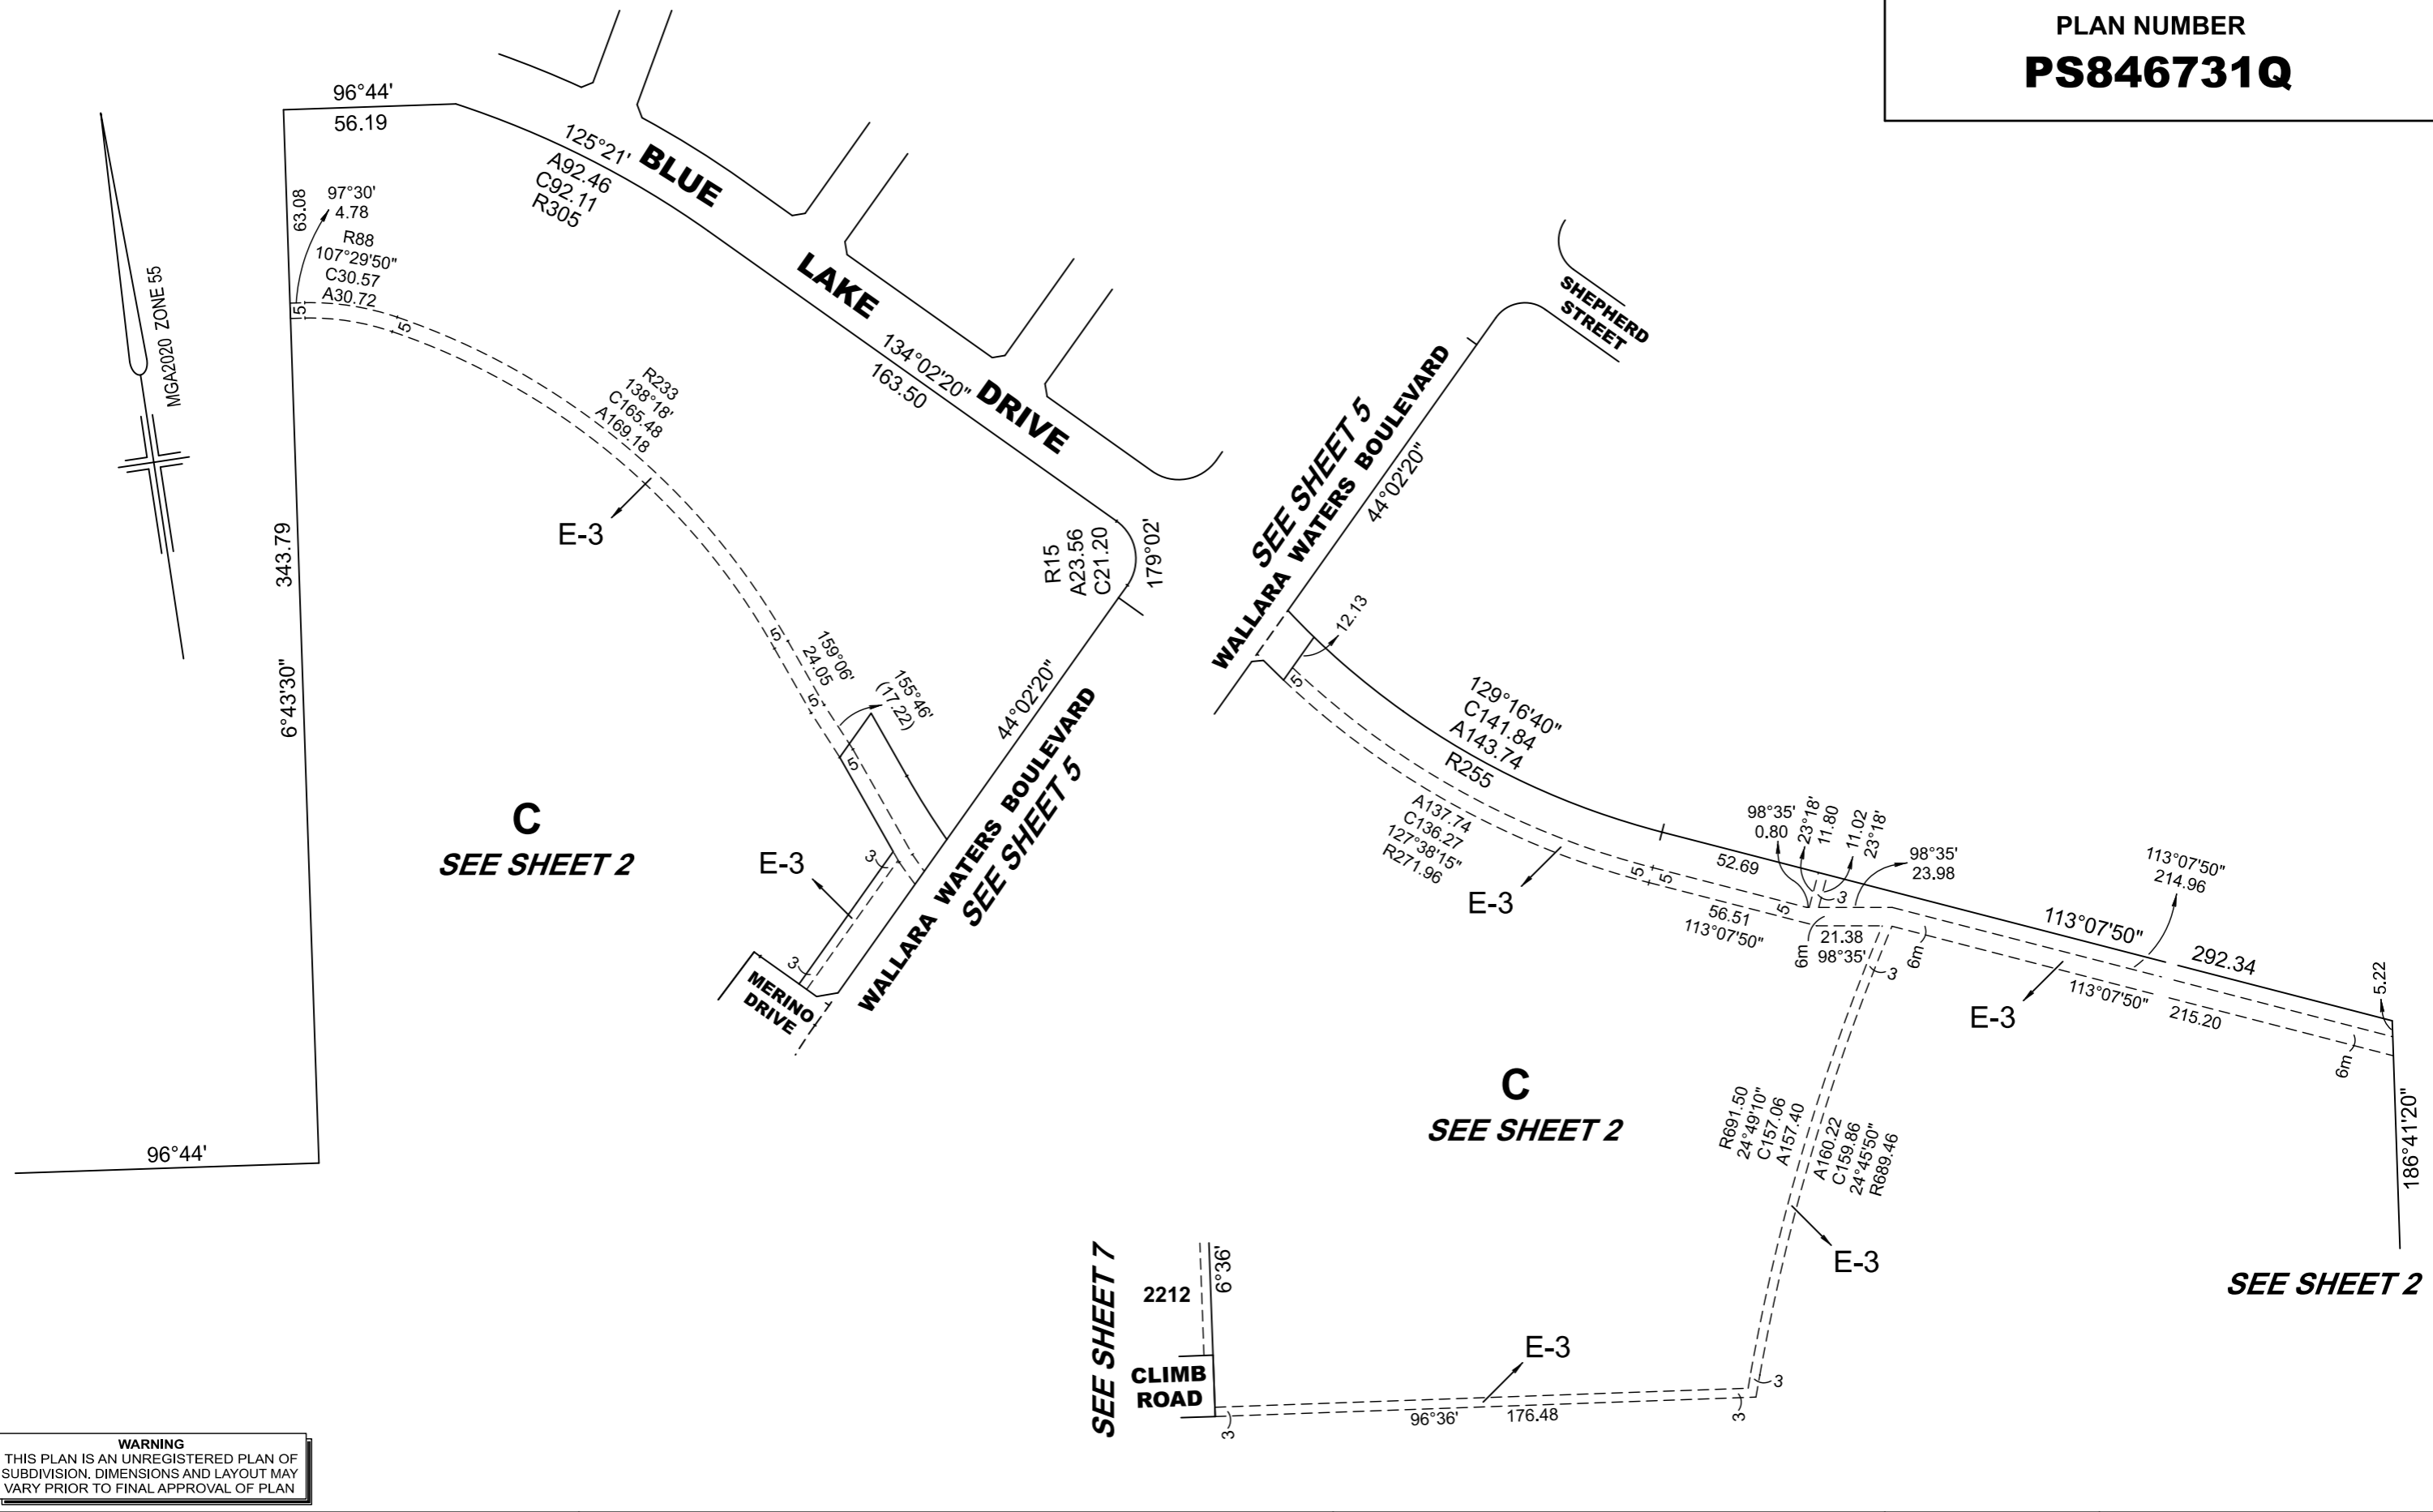 PLAN NUMBER
PS846731Q
MGA2020 ZONE 55
96°44'
56.19
125°21'
A92.46
C92.11
R305
BLUE
LAKE
DRIVE
134°02'20"
163.50
63.08
97°30'
4.78
R88
107°29'50"
C30.57
A30.72
5
5
R233
138°18'
C165.48
A169.18
E-3
343.79
6°43'30"
5
159°06'
24.05
5
155°46'
(17.22)
5
R15
A23.56
C21.20
179°02'
44°02'20"
WALLARA WATERS BOULEVARD
SEE SHEET 5
C
SEE SHEET 2
E-3
3
3
MERINO
DRIVE
96°44'
SHEPHERD
STREET
SEE SHEET 5
WALLARA WATERS BOULEVARD
44°02'20"
12.13
5
129°16'40"
C141.84
A143.74
R255
A137.74
C136.27
127°38'15"
R271.96
E-3
5
5
52.69
56.51
113°07'50"
5
98°35'
0.80
23°18'
11.80
11.02
23°18'
3
98°35'
23.98
6m
21.38
98°35'
6m
3
113°07'50"
214.96
113°07'50"
292.34
5.22
E-3
113°07'50"
215.20
6m
186°41'20"
C
SEE SHEET 2
R691.50
24°49'10"
C157.06
A157.40
A160.22
C159.86
24°45'50"
R689.46
E-3
SEE SHEET 2
SEE SHEET 7
2212
6°36'
CLIMB
ROAD
E-3
3
96°36'
176.48
3
3
WARNING
THIS PLAN IS AN UNREGISTERED PLAN OF
SUBDIVISION. DIMENSIONS AND LAYOUT MAY
VARY PRIOR TO FINAL APPROVAL OF PLAN